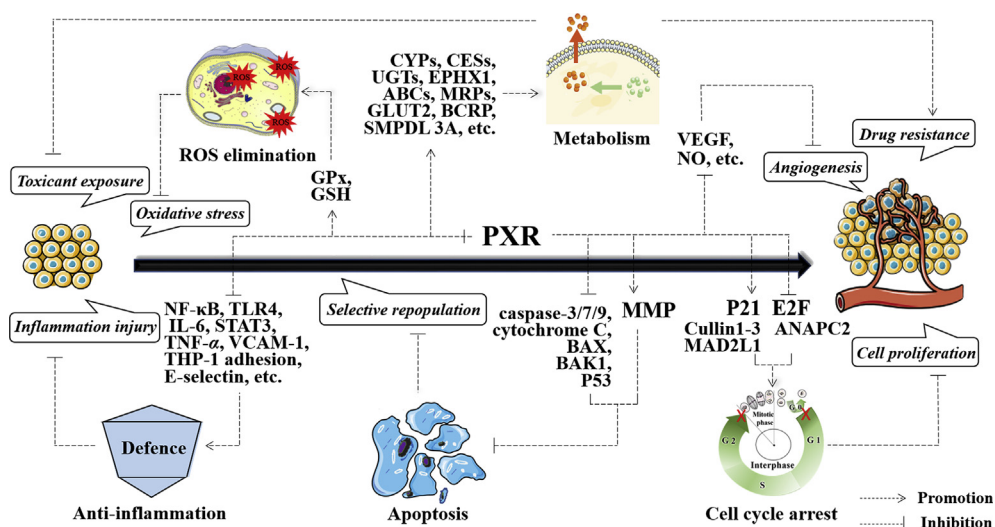 ROS
ROS
ROS
ROS elimination
CYPs, CESs,
UGTs, EPHX1,
ABCs, MRPs,
GLUT2, BCRP,
SMPDL 3A, etc.
Metabolism
VEGF,
NO, etc.
Drug resistance
Angiogenesis
Toxicant exposure
Oxidative stress
GPx,
GSH
PXR
Inflammation injury
NF-κB, TLR4,
IL-6, STAT3,
TNF-α, VCAM-1,
THP-1 adhesion,
E-selectin, etc.
Selective repopulation
caspase-3/7/9,
cytochrome C,
BAX,
BAK1,
P53
MMP
P21
Cullin1-3
MAD2L1
E2F
ANAPC2
Cell proliferation
Defence
Anti-inflammation
Apoptosis
Mitotic
phase
G 0
G 2
G 1
Interphase
S
Cell cycle arrest
Promotion
Inhibition